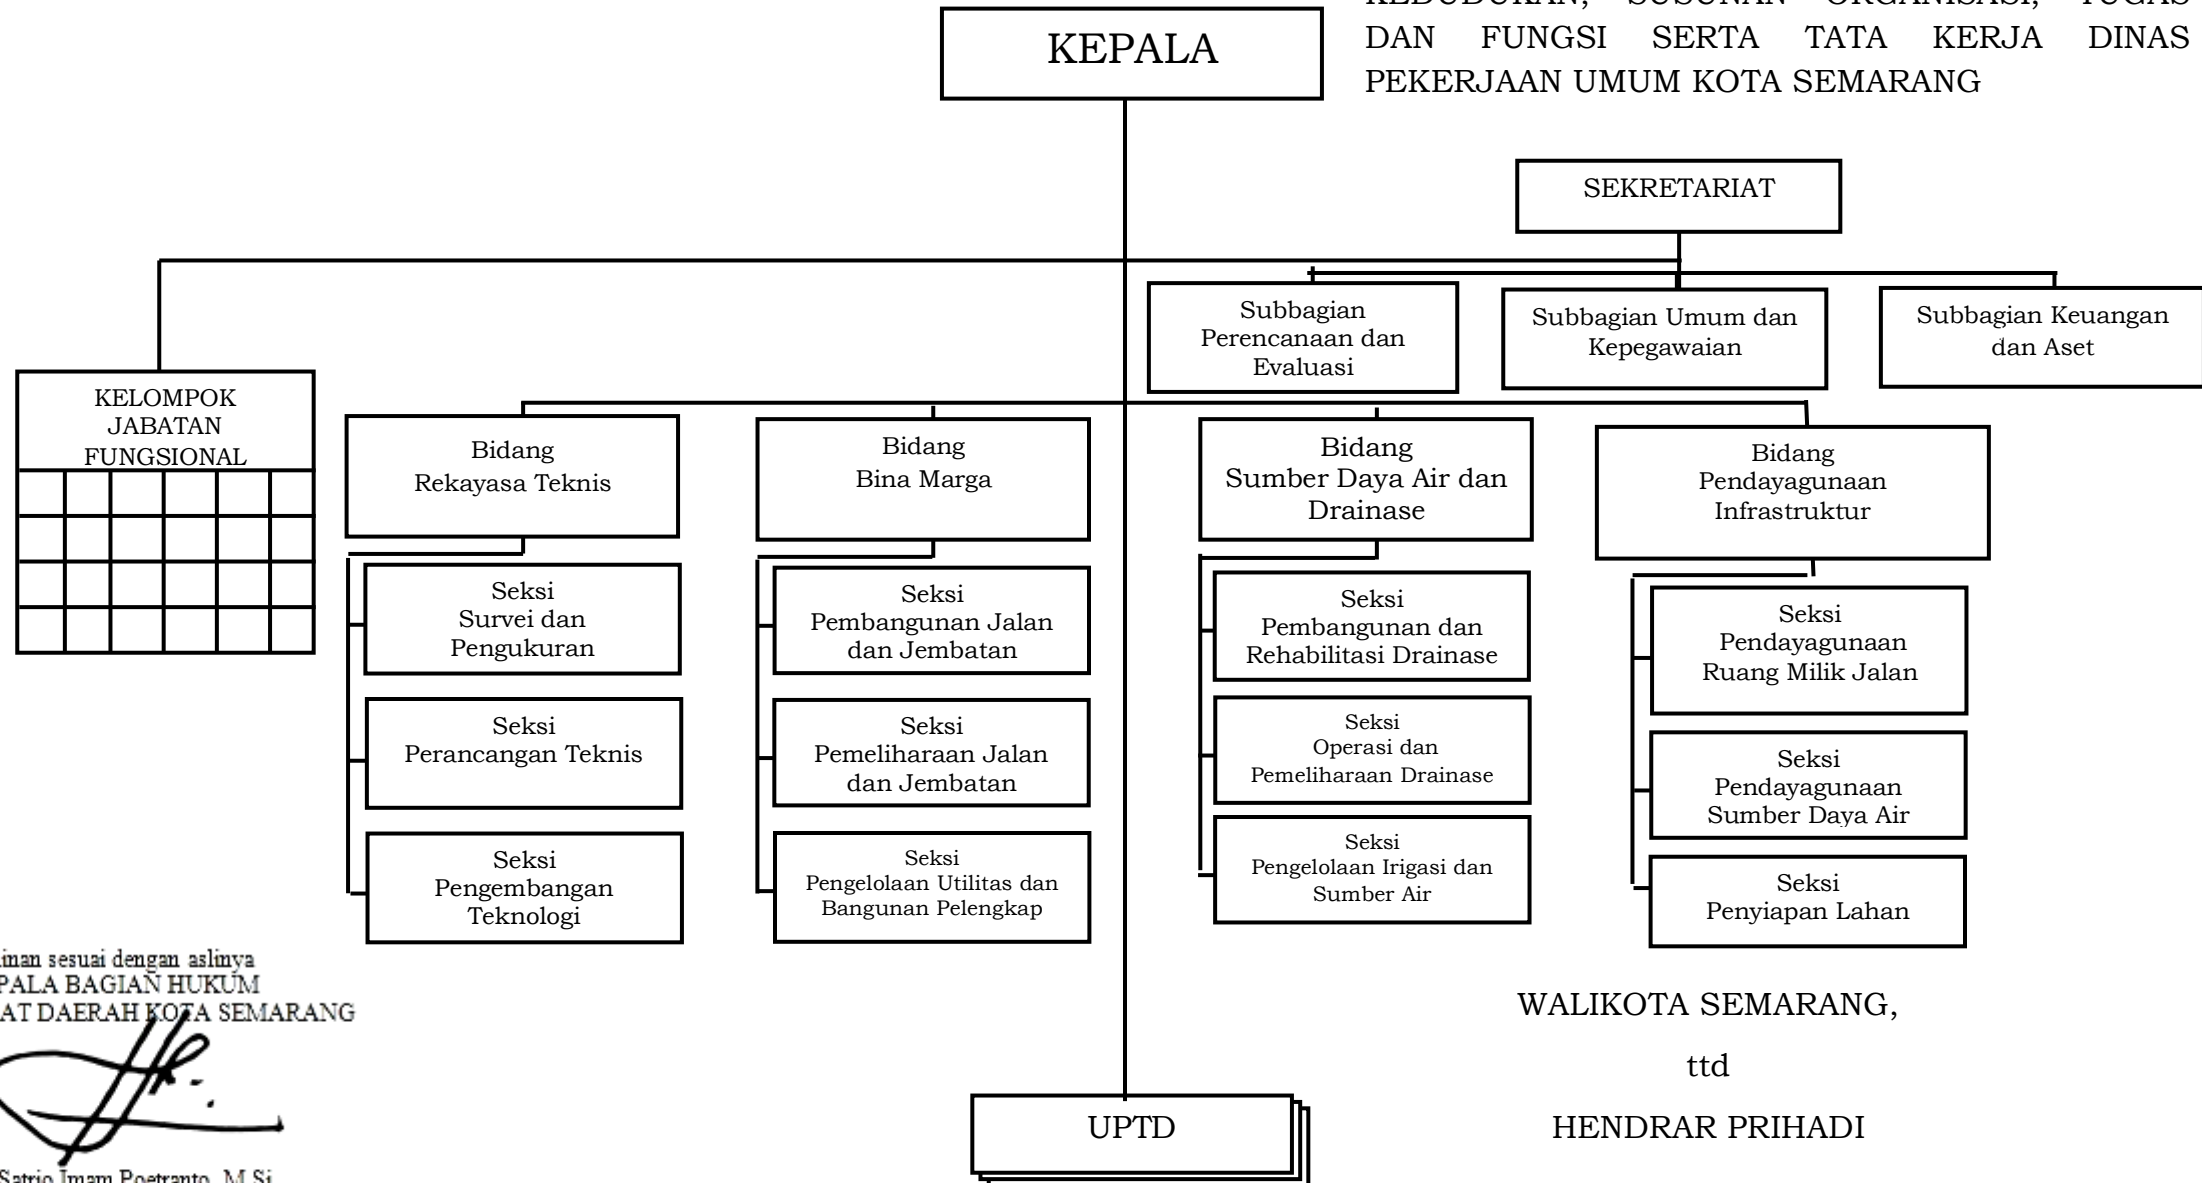 KEDUDUKAN, SUSUNAN ORGANISASI, TUGAS
DAN FUNGSI SERTA TATA KERJA DINAS
PEKERJAAN UMUM KOTA SEMARANG
KEPALA
SEKRETARIAT
Subbagian
Perencanaan dan
Evaluasi
Subbagian Umum dan
Kepegawaian
Subbagian Keuangan
dan Aset
KELOMPOK
JABATAN
FUNGSIONAL
Bidang
Rekayasa Teknis
Seksi
Survei dan
Pengukuran
Seksi
Perancangan Teknis
Seksi
Pengembangan
Teknologi
Bidang
Bina Marga
Seksi
Pembangunan Jalan
dan Jembatan
Seksi
Pemeliharaan Jalan
dan Jembatan
Seksi
Pengelolaan Utilitas dan
Bangunan Pelengkap
Bidang
Sumber Daya Air dan
Drainase
Seksi
Pembangunan dan
Rehabilitasi Drainase
Seksi
Operasi dan
Pemeliharaan Drainase
Seksi
Pengelolaan Irigasi dan
Sumber Air
Bidang
Pendayagunaan
Infrastruktur
Seksi
Pendayagunaan
Ruang Milik Jalan
Seksi
Pendayagunaan
Sumber Daya Air
Seksi
Penyiapan Lahan
UPTD
sesuai dengan aslinya
BAGIAN HUKUM
DAERAH KOTA SEMARANG
Satrio Imam Poetranto, M.Si
WALIKOTA SEMARANG,
ttd
HENDRAR PRIHADI